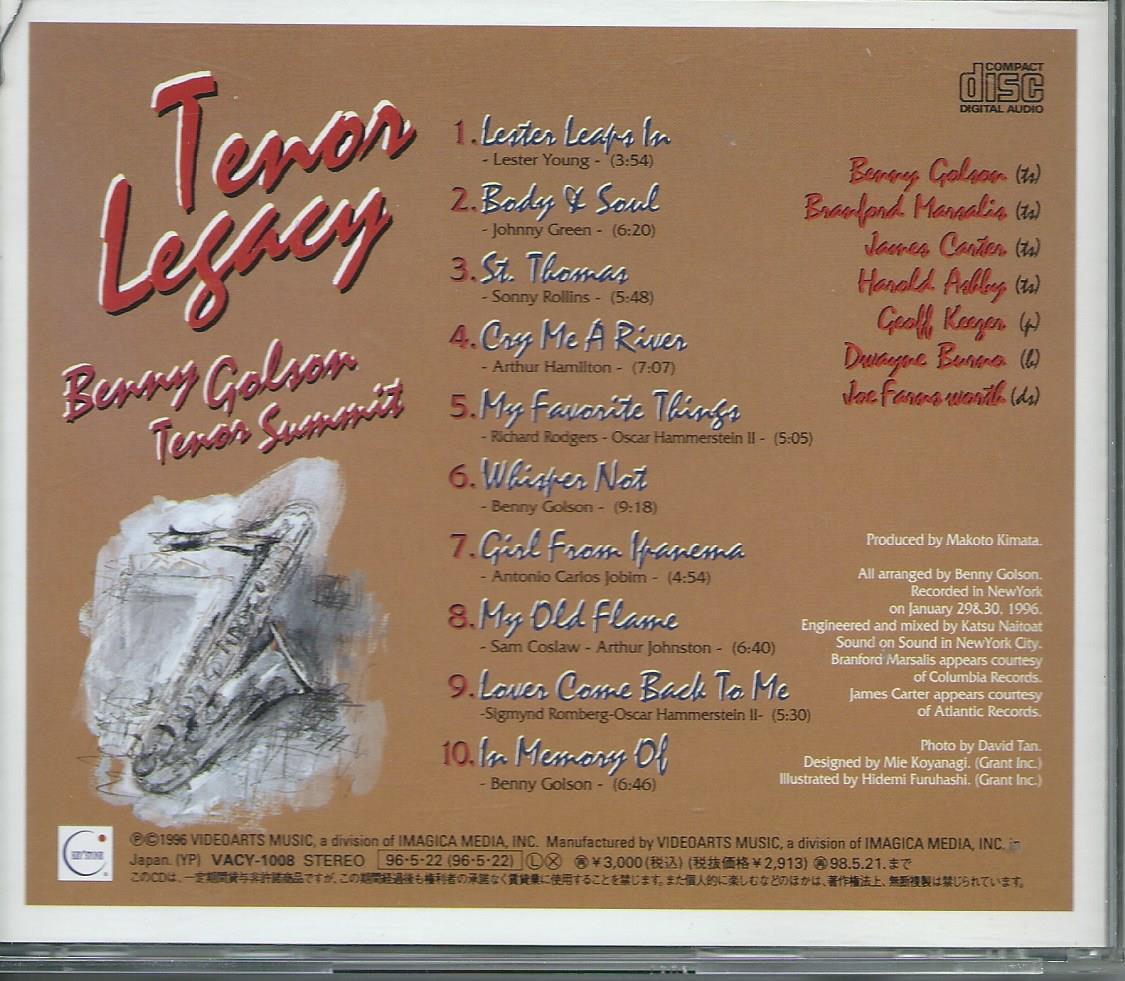 Tenor
Legacy
Benny Golson
Tenor Summit
1. Lester Leaps In
- Lester Young - (3:54)
2. Body & Soul
- Johnny Green - (6:20)
3. St. Thomas
- Sonny Rollins - (5:48)
4. Cry Me A River
- Arthur Hamilton - (7:07)
5. My Favorite Things
- Richard Rodgers - Oscar Hammerstein II - (5:05)
6. Whisper Not
- Benny Golson - (9:18)
7. Girl From Ipanema
- Antonio Carlos Jobim - (4:54)
8. My Old Flame
- Sam Coslaw - Arthur Johnston - (6:40)
9. Lover Come Back To Me
-Sigmynd Romberg-Oscar Hammerstein II- (5:30)
10. In Memory Of
- Benny Golson - (6:46)
COMPACT
disc
DIGITAL AUDIO
Benny Golson (ts)
Branford Marsalis (ts)
James Carter (ts)
Harold Ashby (ts)
Geoff Keezer (p)
Dwayne Burno (b)
Joe Farnsworth (ds)
Produced by Makoto Kimata.
All arranged by Benny Golson.
Recorded in NewYork
on January 29&30, 1996.
Engineered and mixed by Katsu Naitoat
Sound on Sound in NewYork City.
Branford Marsalis appears courtesy
of Columbia Records.
James Carter appears courtesy
of Atlantic Records.
Photo by David Tan.
Designed by Mie Koyanagi. (Grant Inc.)
Illustrated by Hidemi Furuhashi. (Grant Inc.)
KEY'STONE
Ⓟ©1996 VIDEOARTS MUSIC, a division of IMAGICA MEDIA, INC. Manufactured by VIDEOARTS MUSIC, a division of IMAGICA MEDIA, INC. in
Japan. (YP) VACY-1008 STEREO 96·5·22 (96·5·22) Ⓛⓧ ㊢¥3,000(税込) (税抜価格¥2,913) ㊢98.5.21.まで
このCDは、一定期間貸与非許諾商品ですが、この期間経過後も権利者の承諾なく賃貸業に使用することを禁じます。また個人的に楽しむなどのほかは、著作権法上、無断複製は禁じられています。